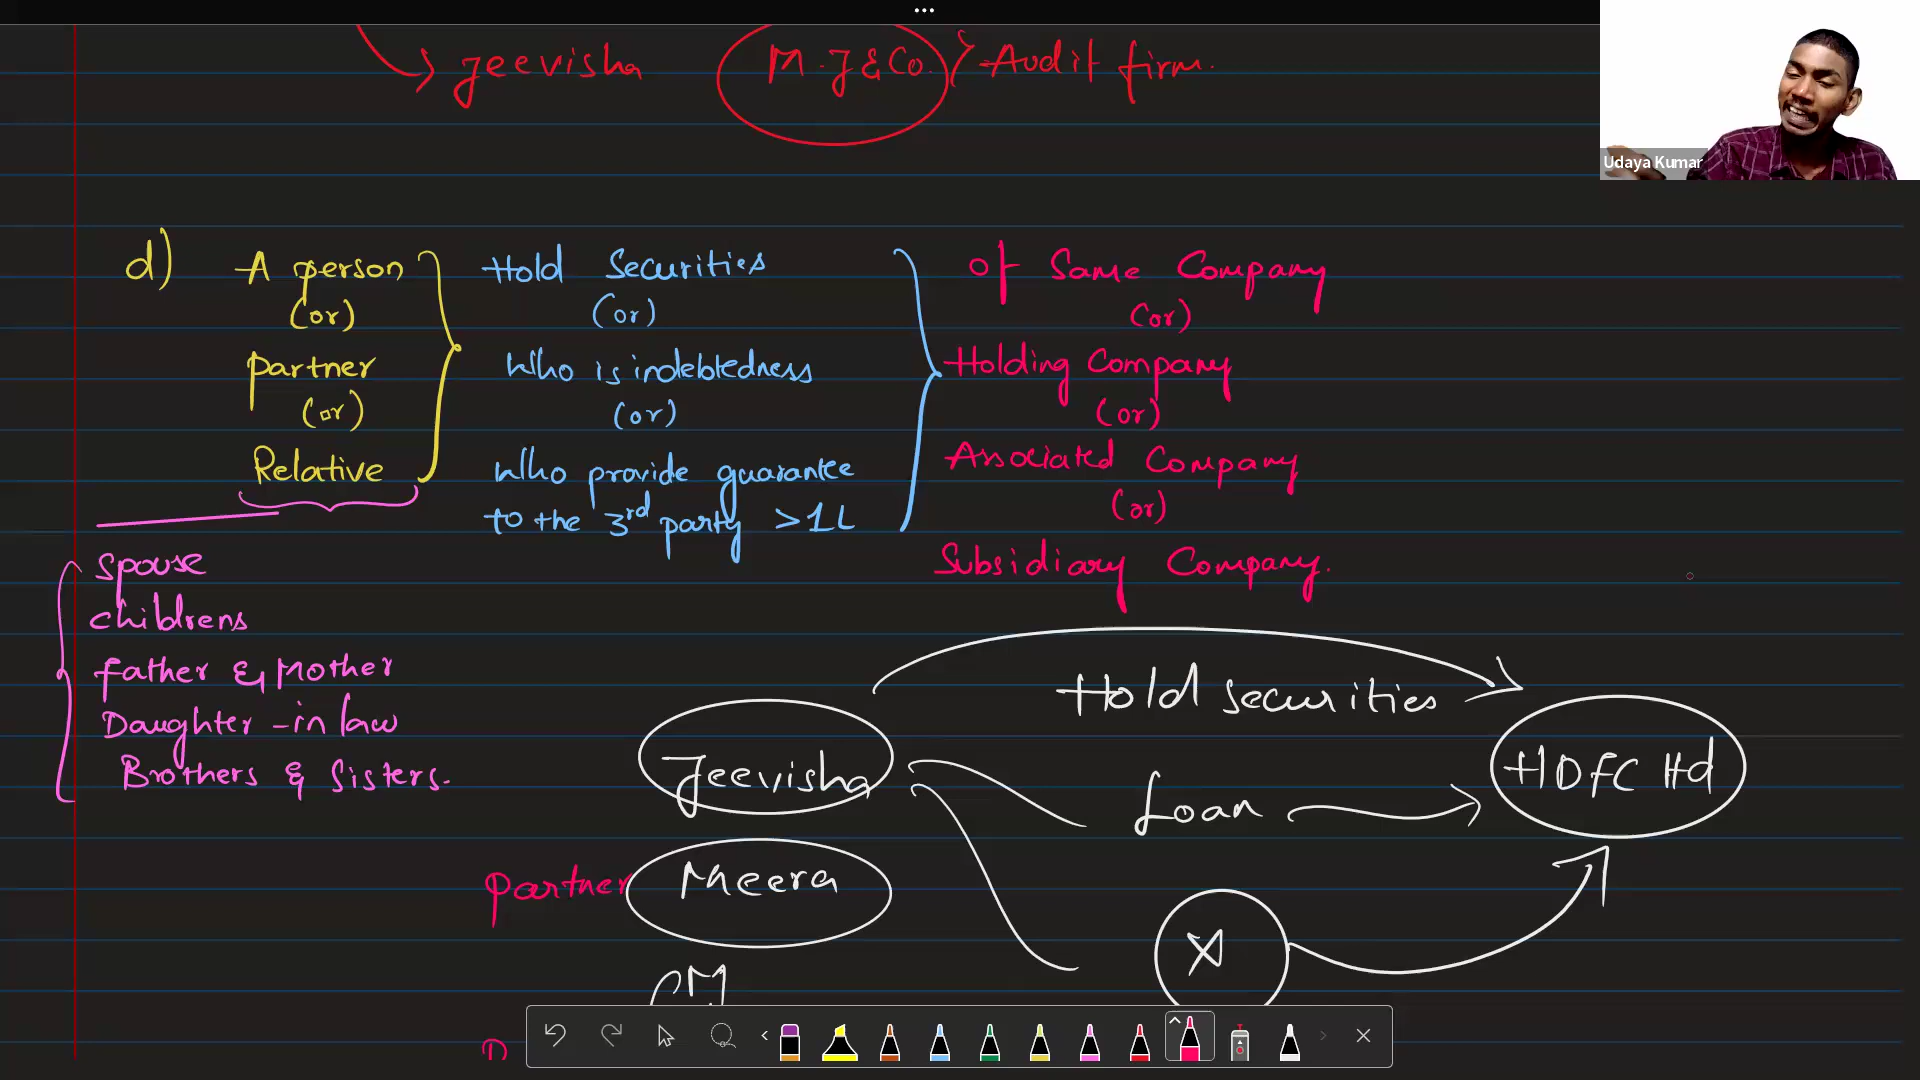 ...
Jeevisha M.J & Co. Audit firm.
Udaya Kumar
d) A person Hold Securities of Same Company
(or) (or) (or)
partner Who is indebtedness Holding Company
(or) (or) (or)
Relative Who provide guarantee Associated Company
to the 3rd party >1L (or)
Subsidiary Company.
Spouse
childrens
father & Mother
Daughter -in law
Brothers & Sisters.
Hold Securities
Jeevisha HDFC Ltd
Loan
partner Meera
X